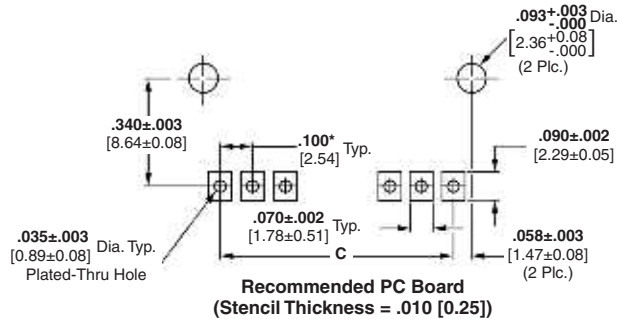 .093+.003 Dia.
-.000
[2.36+0.08
-.000]
(2 Plc.)
.340±.003
[8.64±0.08]
.100* Typ.
[2.54]
.090±.002
[2.29±0.05]
.070±.002 Typ.
[1.78±0.51]
.035±.003 Dia. Typ.
[0.89±0.08]
Plated-Thru Hole
C
.058±.003
[1.47±0.08]
(2 Plc.)
Recommended PC Board
(Stencil Thickness = .010 [0.25])